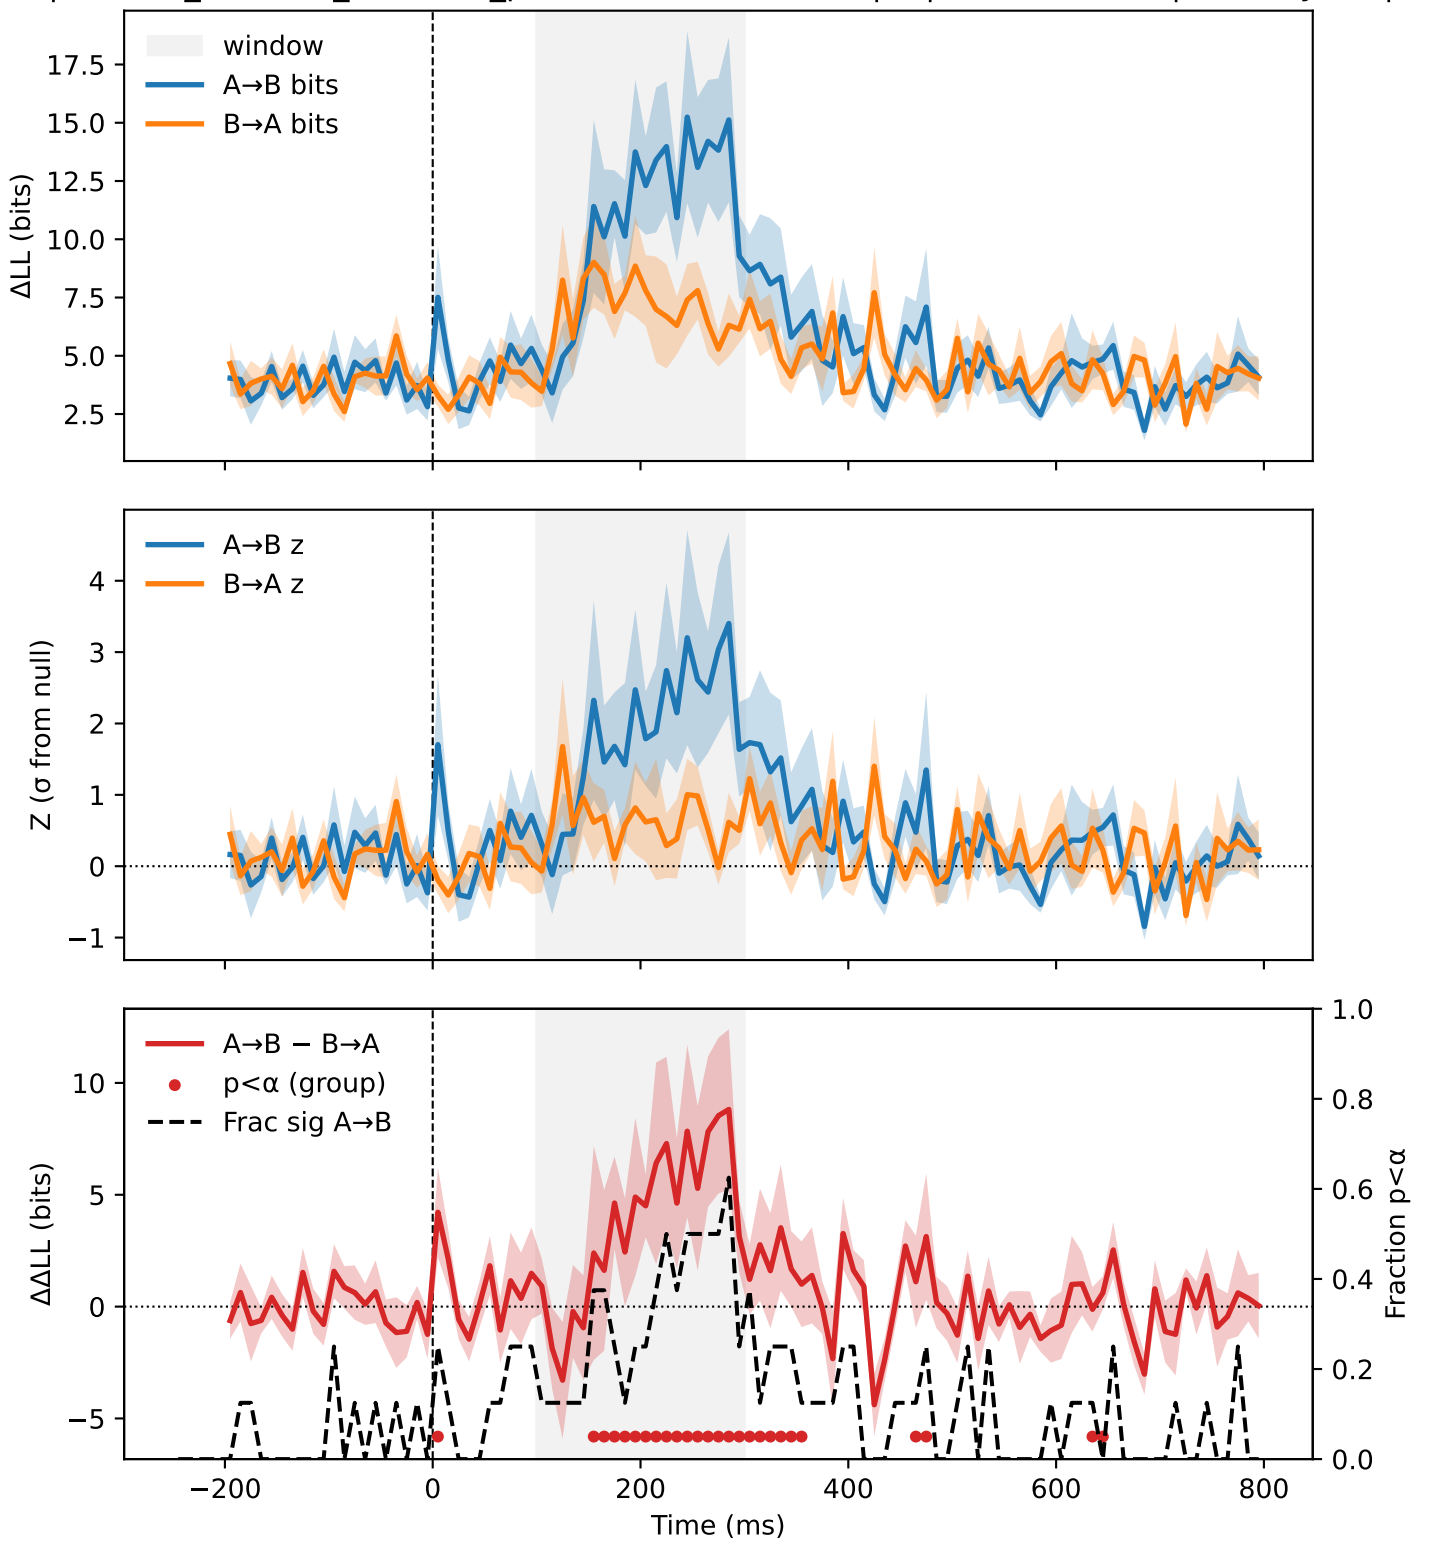 window
A→B bits
B→A bits
17.5
15.0
12.5
10.0
7.5
5.0
2.5
ΔLL (bits)
A→B z
B→A z
4
3
2
1
0
−1
Z (σ from null)
A→B − B→A
p<α (group)
Frac sig A→B
10
5
0
−5
ΔΔLL (bits)
1.0
0.8
0.6
0.4
0.2
0.0
Fraction p<α
−200 0 200 400 600 800
Time (ms)